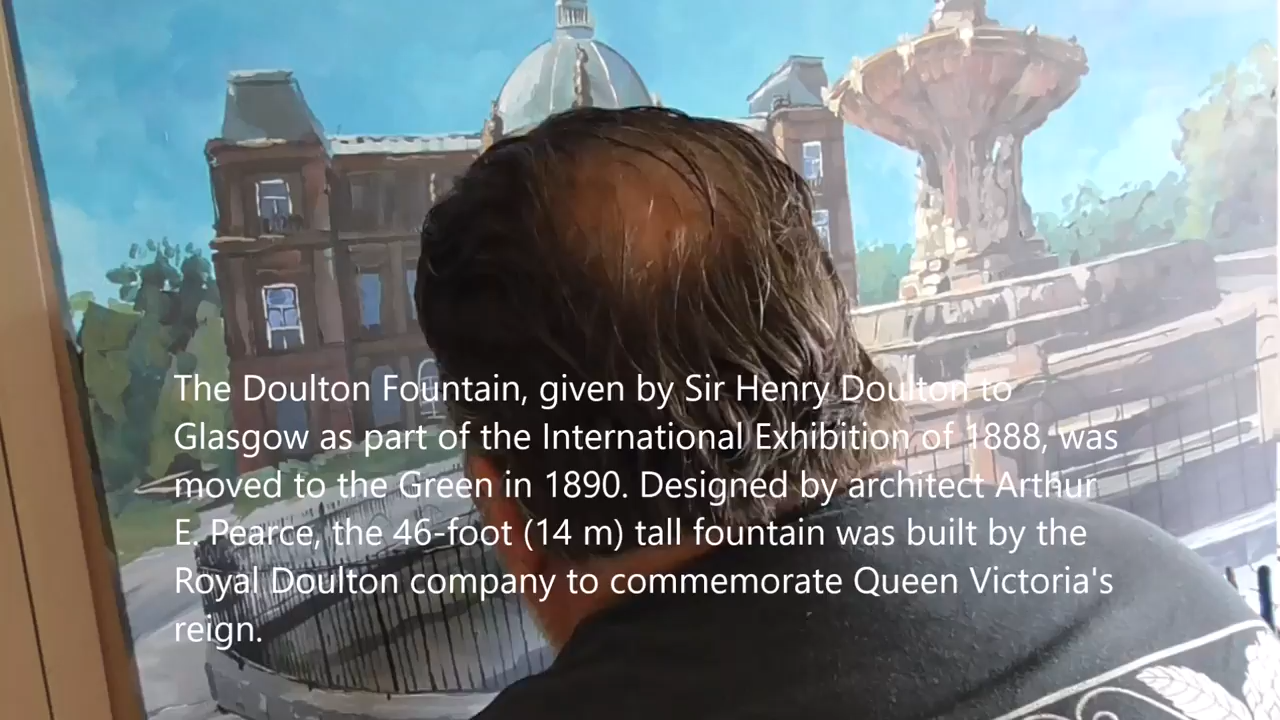 The Doulton Fountain, given by Sir Henry Doulton to
Glasgow as part of the International Exhibition of 1888, was
moved to the Green in 1890. Designed by architect Arthur
E. Pearce, the 46-foot (14 m) tall fountain was built by the
Royal Doulton company to commemorate Queen Victoria's
reign.